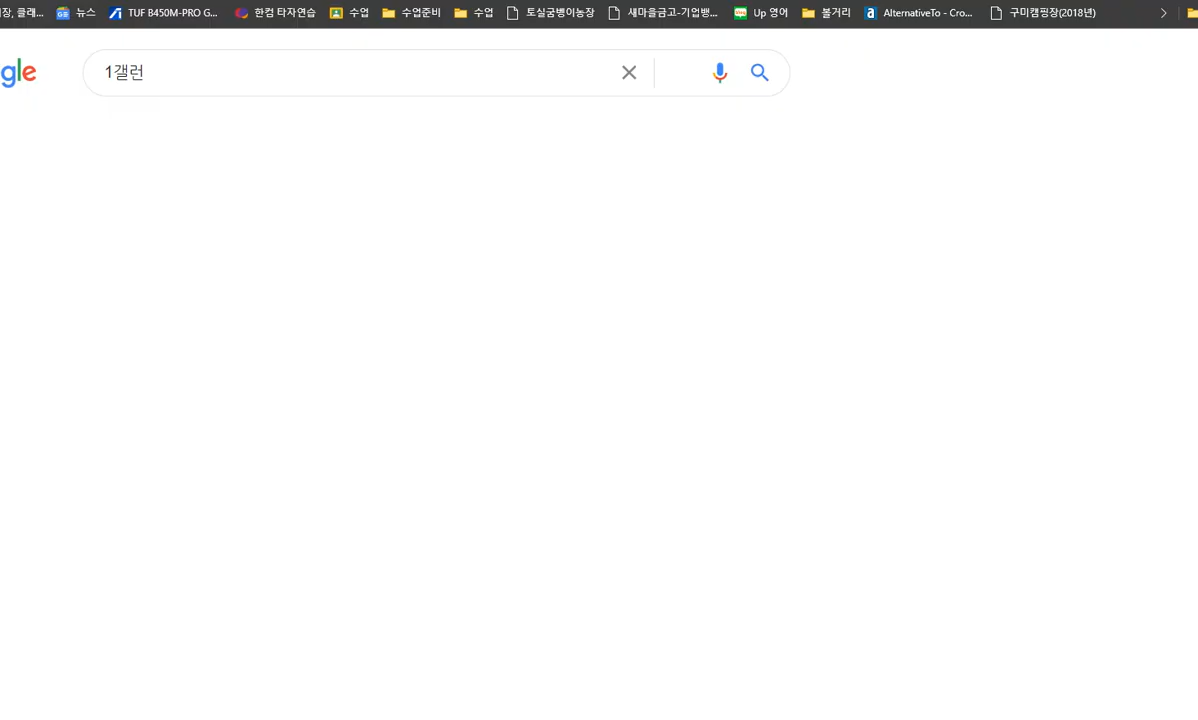 장, 클래... 뉴스 TUF B450M-PRO G... 한컴 타자연습 수업 수업준비 수업 토실굼벵이농장 새마을금고-기업뱅... Up 영어 볼거리 AlternativeTo - Cro... 구미캠핑장(2018년)
gle 1갤런